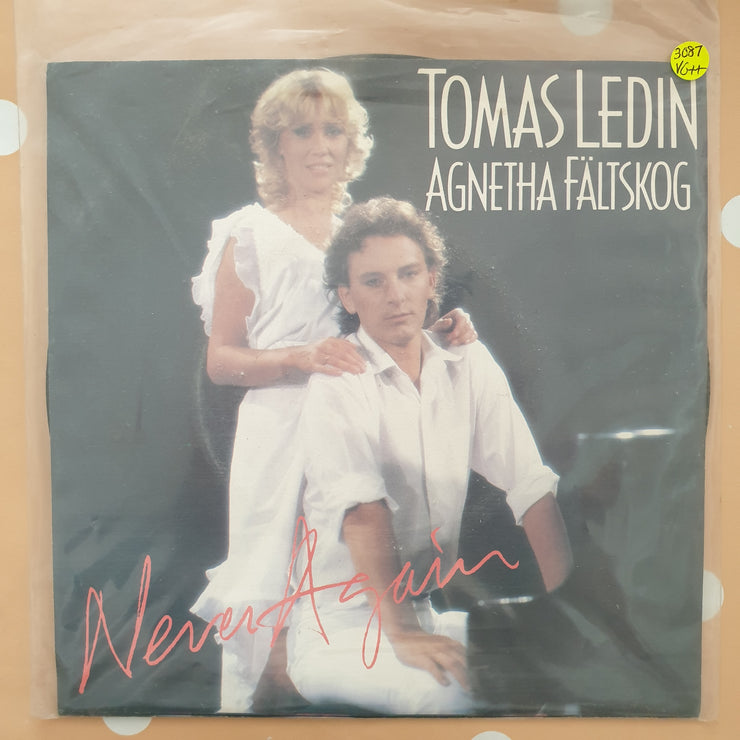 3087
VG++
TOMAS LEDIN
AGNETHA FÄLTSKOG
Never Again